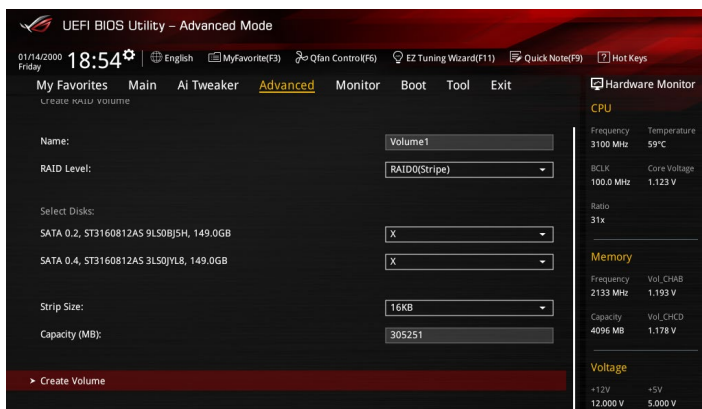 UEFI BIOS Utility – Advanced Mode
01/14/2000 Friday 18:54 English MyFavorite(F3) Qfan Control(F6) EZ Tuning Wizard(F11) Quick Note(F9) ? Hot Keys
My Favorites Main Ai Tweaker Advanced Monitor Boot Tool Exit
Create RAID Volume
Name: Volume1
RAID Level: RAID0(Stripe)
Select Disks:
SATA 0.2, ST3160812AS 9LS0BJ5H, 149.0GB X
SATA 0.4, ST3160812AS 3LS0JYL8, 149.0GB X
Strip Size: 16KB
Capacity (MB): 305251
> Create Volume
Hardware Monitor
CPU
Frequency Temperature
3100 MHz 59°C
BCLK Core Voltage
100.0 MHz 1.123 V
Ratio
31x
Memory
Frequency Vol_CHAB
2133 MHz 1.193 V
Capacity Vol_CHCD
4096 MB 1.178 V
Voltage
+12V +5V
12.000 V 5.000 V